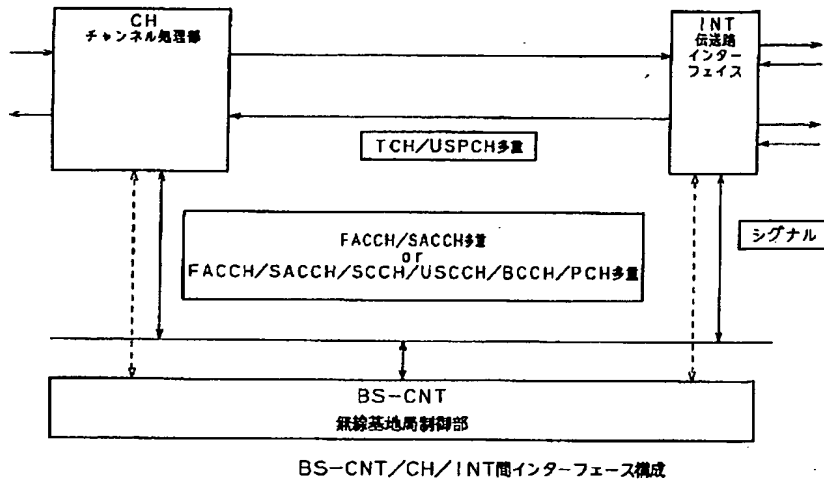 CH
チャンネル処理部
INT
伝送路
インター
フェイス
TCH/USPCH多重
FACCH/SACCH多重
or
FACCH/SACCH/SCCH/USCCH/BCCH/PCH多重
シグナル
BS-CNT
無線基地局制御部
BS-CNT/CH/INT間インターフェース構成